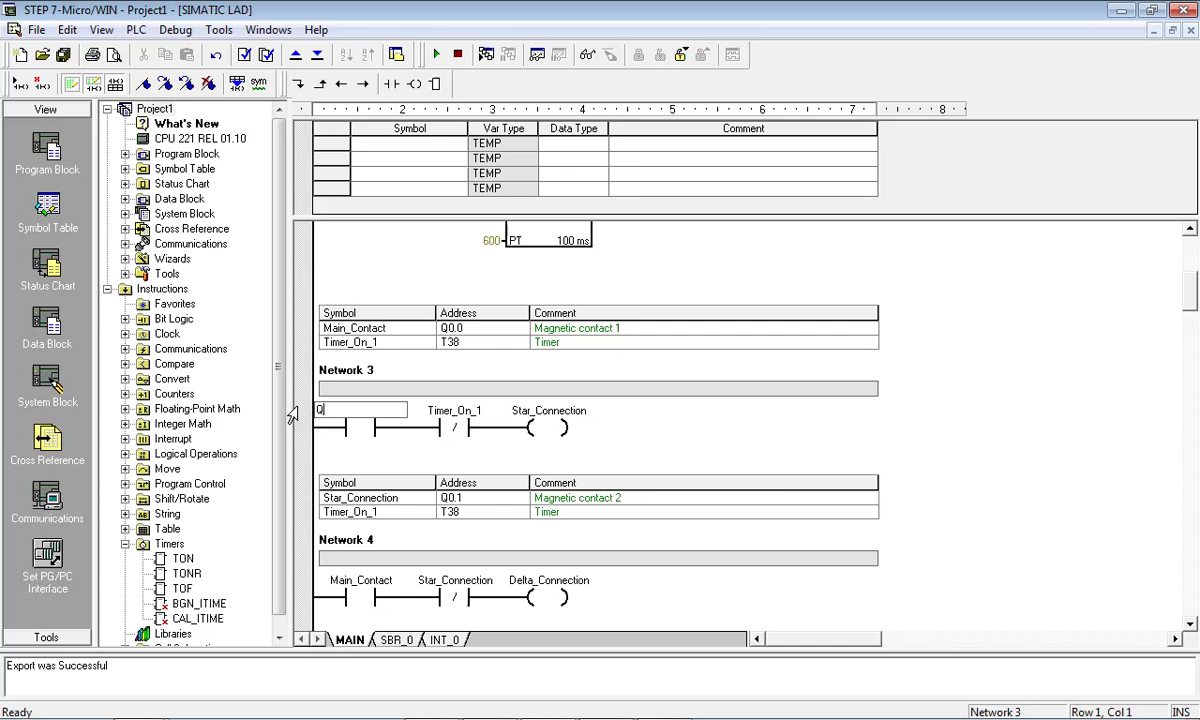 STEP 7-Micro/WIN - Project1 - [SIMATIC LAD]
File Edit View PLC Debug Tools Windows Help
View
Program Block
Symbol Table
Status Chart
Data Block
System Block
Cross Reference
Communications
Set PG/PC
Interface
Tools
Project1
What's New
CPU 221 REL 01.10
Program Block
Symbol Table
Status Chart
Data Block
System Block
Cross Reference
Communications
Wizards
Tools
Instructions
Favorites
Bit Logic
Clock
Communications
Compare
Convert
Counters
Floating-Point Math
Integer Math
Interrupt
Logical Operations
Move
Program Control
Shift/Rotate
String
Table
Timers
TON
TONR
TOF
BGN_ITIME
CAL_ITIME
Libraries
2 3 4 5 6 7 8
Symbol Var Type Data Type Comment
TEMP
TEMP
TEMP
TEMP
600 PT 100 ms
Symbol Address Comment
Main_Contact Q0.0 Magnetic contact 1
Timer_On_1 T38 Timer
Network 3
Q Timer_On_1 Star_Connection
/
Symbol Address Comment
Star_Connection Q0.1 Magnetic contact 2
Timer_On_1 T38 Timer
Network 4
Main_Contact Star_Connection Delta_Connection
/
MAIN SBR_0 INT_0
Export was Successful
Ready Network 3 Row 1, Col 1 INS